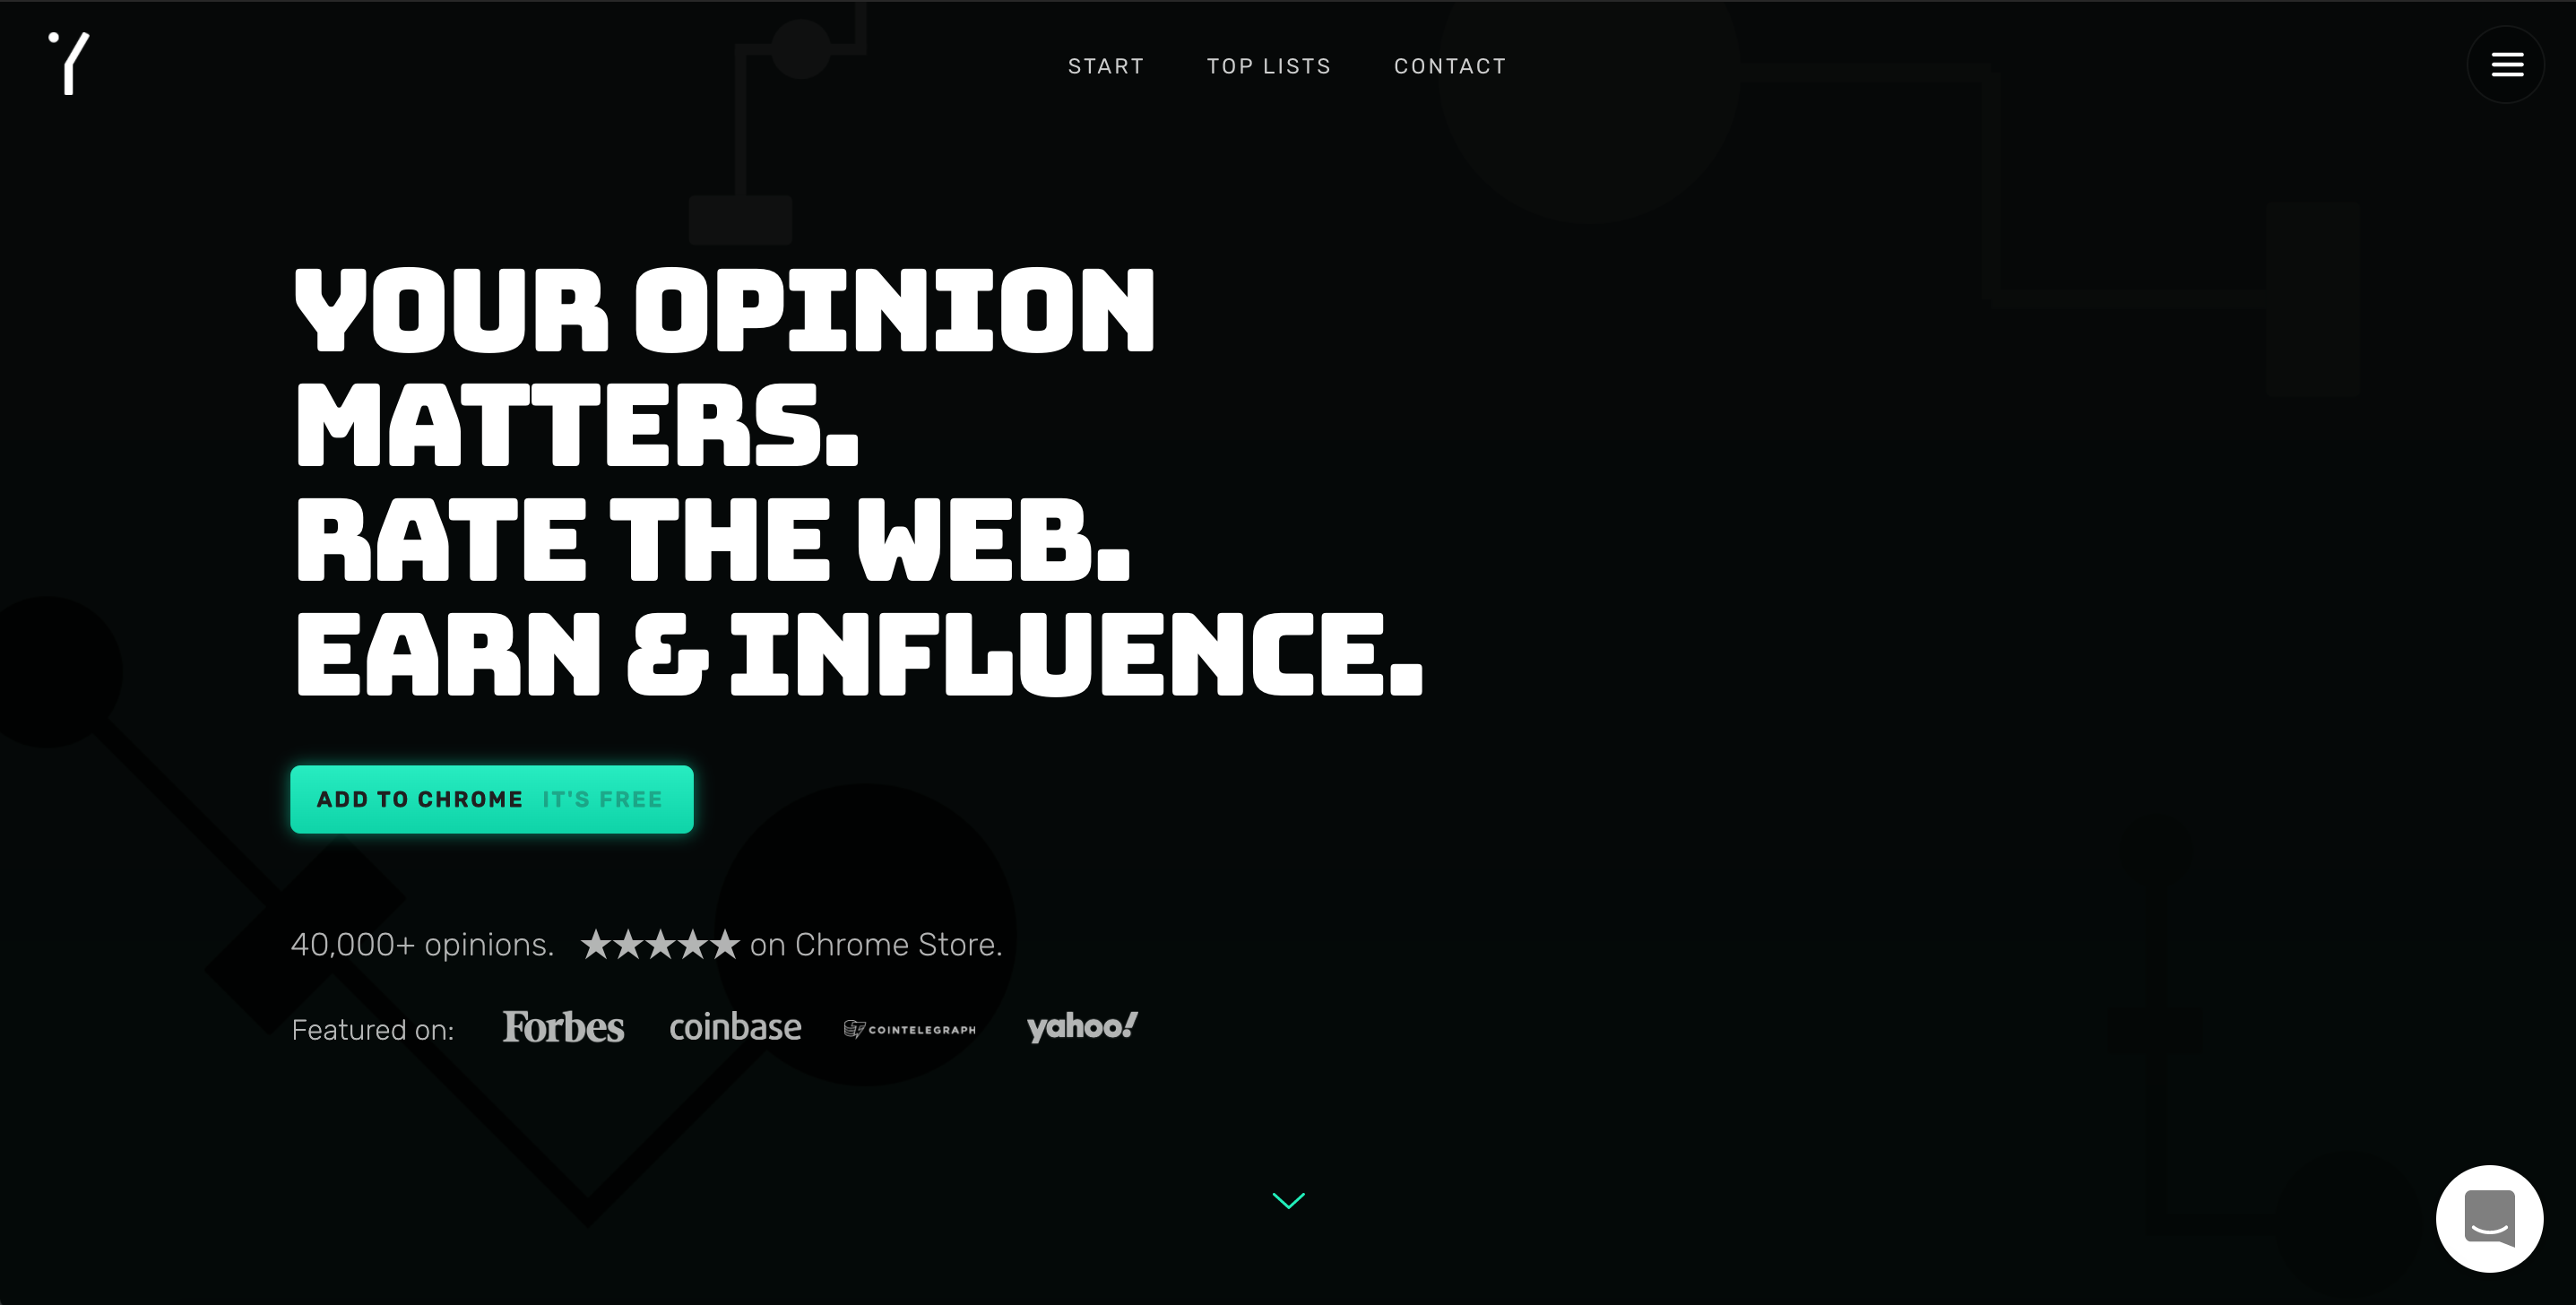 START TOP LISTS CONTACT
YOUR OPINION
MATTERS.
RATE THE WEB.
EARN & INFLUENCE.
ADD TO CHROME IT'S FREE
40,000+ opinions. ★★★★★ on Chrome Store.
Featured on: Forbes coinbase COINTELEGRAPH yahoo!